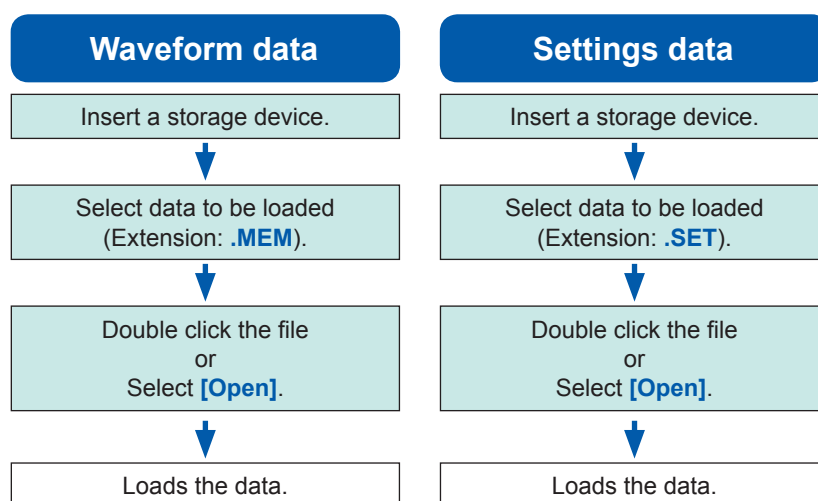 Waveform data
Insert a storage device.
Select data to be loaded
(Extension: .MEM).
Double click the file
or
Select [Open].
Loads the data.
Settings data
Insert a storage device.
Select data to be loaded
(Extension: .SET).
Double click the file
or
Select [Open].
Loads the data.